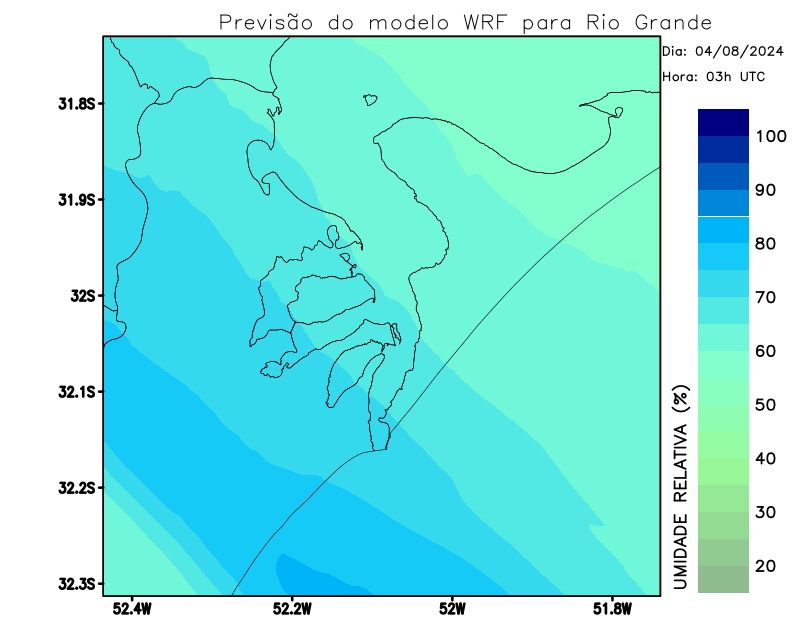 Previsão do modelo WRF para Rio Grande
Dia: 04/08/2024
Hora: 03h UTC
31.8S
31.9S
32S
32.1S
32.2S
32.3S
52.4W
52.2W
52W
51.8W
100
90
80
70
60
50
40
30
20
UMIDADE RELATIVA (%)